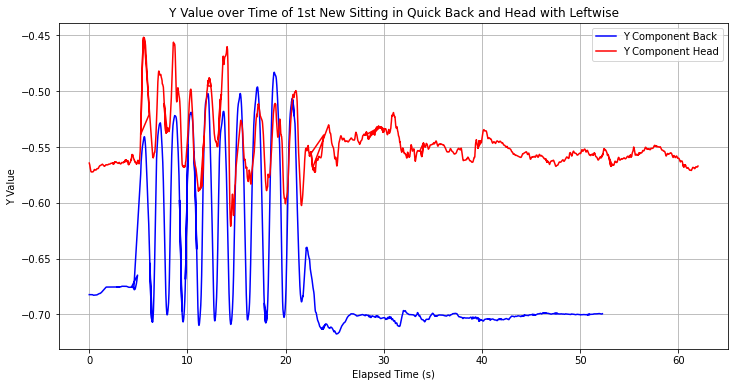 Y Value over Time of 1st New Sitting in Quick Back and Head with Leftwise
Y Component Back
Y Component Head
−0.45
−0.50
−0.55
−0.60
−0.65
−0.70
Y Value
0 10 20 30 40 50 60
Elapsed Time (s)